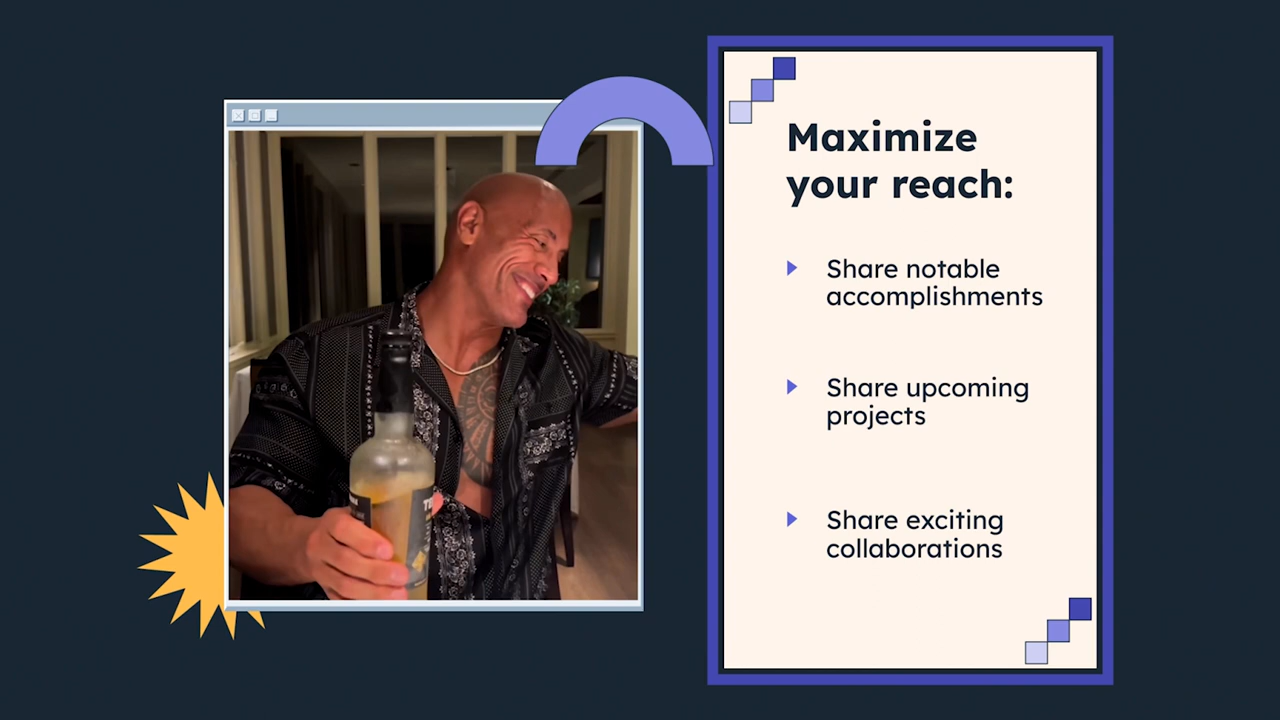 Maximize
your reach:
Share notable
accomplishments
Share upcoming
projects
Share exciting
collaborations